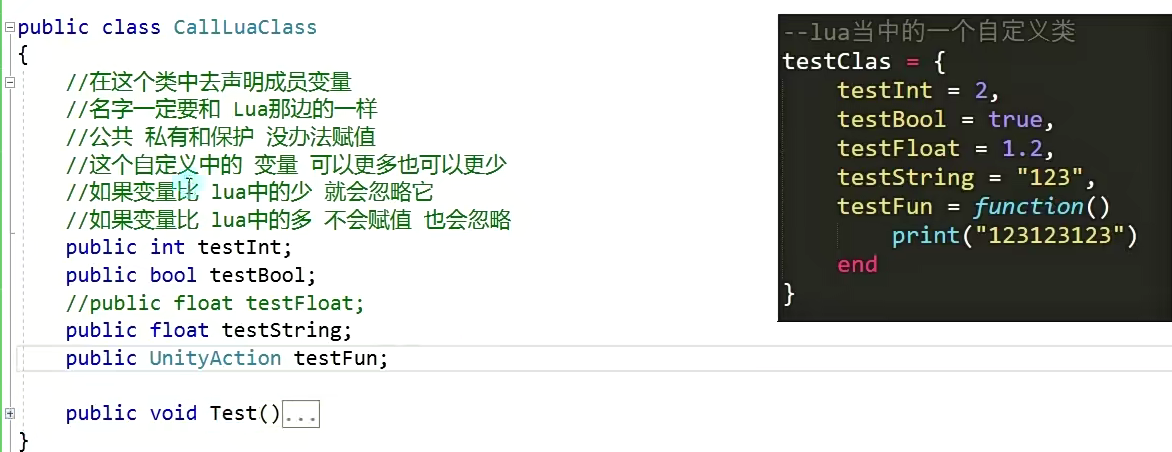 public class CallLuaClass
{
//在这个类中去声明成员变量
//名字一定要和 Lua那边的一样
//公共 私有和保护 没办法赋值
//这个自定义中的 变量 可以更多也可以更少
//如果变量比 lua中的少 就会忽略它
//如果变量比 lua中的多 不会赋值 也会忽略
public int testInt;
public bool testBool;
//public float testFloat;
public float testString;
public UnityAction testFun;
public void Test()...
}
--lua当中的一个自定义类
testClas = {
testInt = 2,
testBool = true,
testFloat = 1.2,
testString = "123",
testFun = function()
print("123123123")
end
}